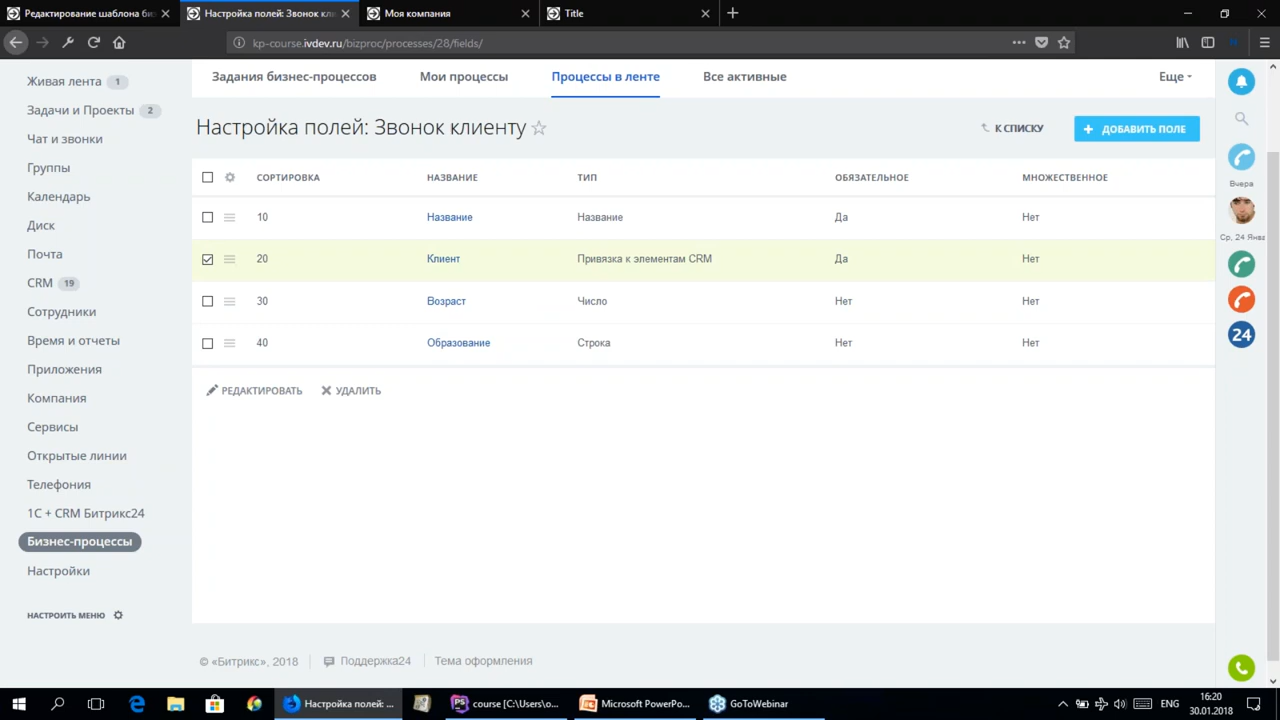 Редактирование шаблона биз
Настройка полей: Звонок кли
Моя компания
Title
kp-course.ivdev.ru/bizproc/processes/28/fields/
Живая лента 1
Задачи и Проекты 2
Чат и звонки
Группы
Календарь
Диск
Почта
CRM 19
Сотрудники
Время и отчеты
Приложения
Компания
Сервисы
Открытые линии
Телефония
1С + CRM Битрикс24
Бизнес-процессы
Настройки
НАСТРОИТЬ МЕНЮ
Задания бизнес-процессов Мои процессы Процессы в ленте Все активные Еще
Настройка полей: Звонок клиенту К СПИСКУ + ДОБАВИТЬ ПОЛЕ
СОРТИРОВКА НАЗВАНИЕ ТИП ОБЯЗАТЕЛЬНОЕ МНОЖЕСТВЕННОЕ
10 Название Название Да Нет
20 Клиент Привязка к элементам CRM Да Нет
30 Возраст Число Нет Нет
40 Образование Строка Нет Нет
РЕДАКТИРОВАТЬ УДАЛИТЬ
© «Битрикс», 2018 Поддержка24 Тема оформления
Вчера
Ср, 24 Янва
24
Настройка полей: ...
course [C:\Users\o...
Microsoft PowerPo...
GoToWebinar
ENG
16:20
30.01.2018